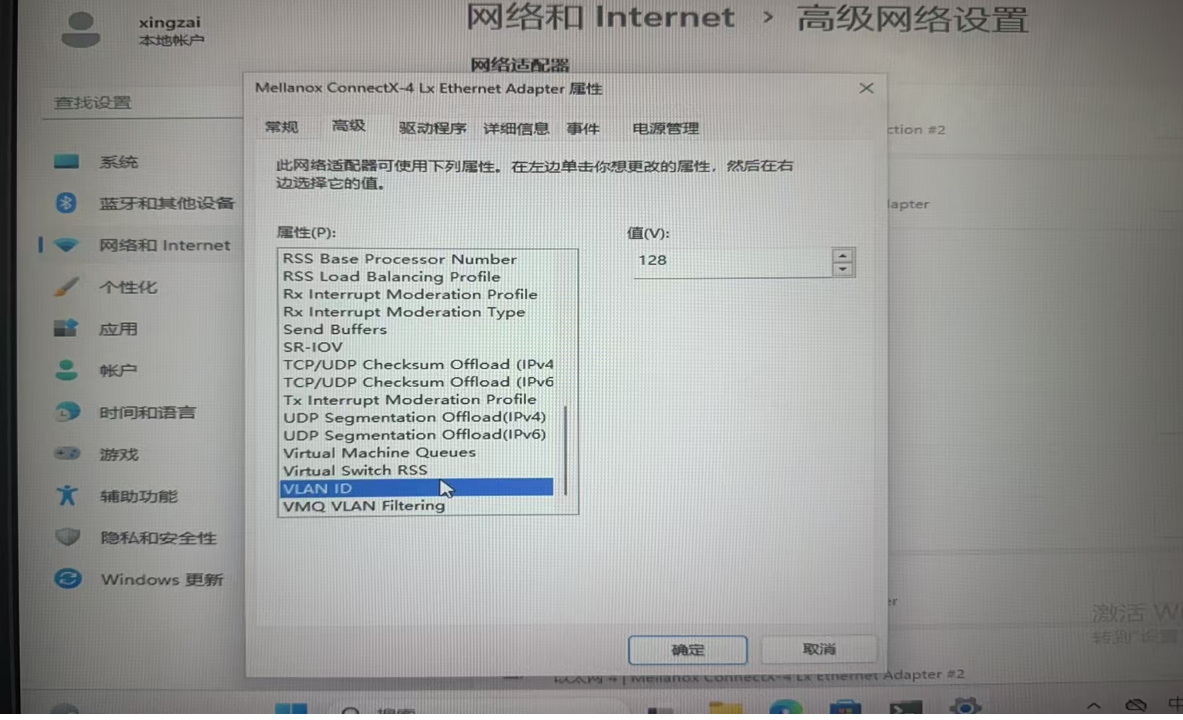 xingzai
本地帐户
网络和 Internet › 高级网络设置
网络适配器
查找设置
系统
蓝牙和其他设备
网络和 Internet
个性化
应用
帐户
时间和语言
游戏
辅助功能
隐私和安全性
Windows 更新
Mellanox ConnectX-4 Lx Ethernet Adapter 属性
常规 高级 驱动程序 详细信息 事件 电源管理
此网络适配器可使用下列属性。在左边单击你想更改的属性，然后在右
边选择它的值。
属性(P):
RSS Base Processor Number
RSS Load Balancing Profile
Rx Interrupt Moderation Profile
Rx Interrupt Moderation Type
Send Buffers
SR-IOV
TCP/UDP Checksum Offload (IPv4
TCP/UDP Checksum Offload (IPv6
Tx Interrupt Moderation Profile
UDP Segmentation Offload(IPv4)
UDP Segmentation Offload(IPv6)
Virtual Machine Queues
Virtual Switch RSS
VLAN ID
VMQ VLAN Filtering
值(V):
128
确定 取消
ction #2
apter
er
激活 W
转到"设置
以太网 4 | Mellanox ConnectX-4 Lx Ethernet Adapter #2
搜索
中